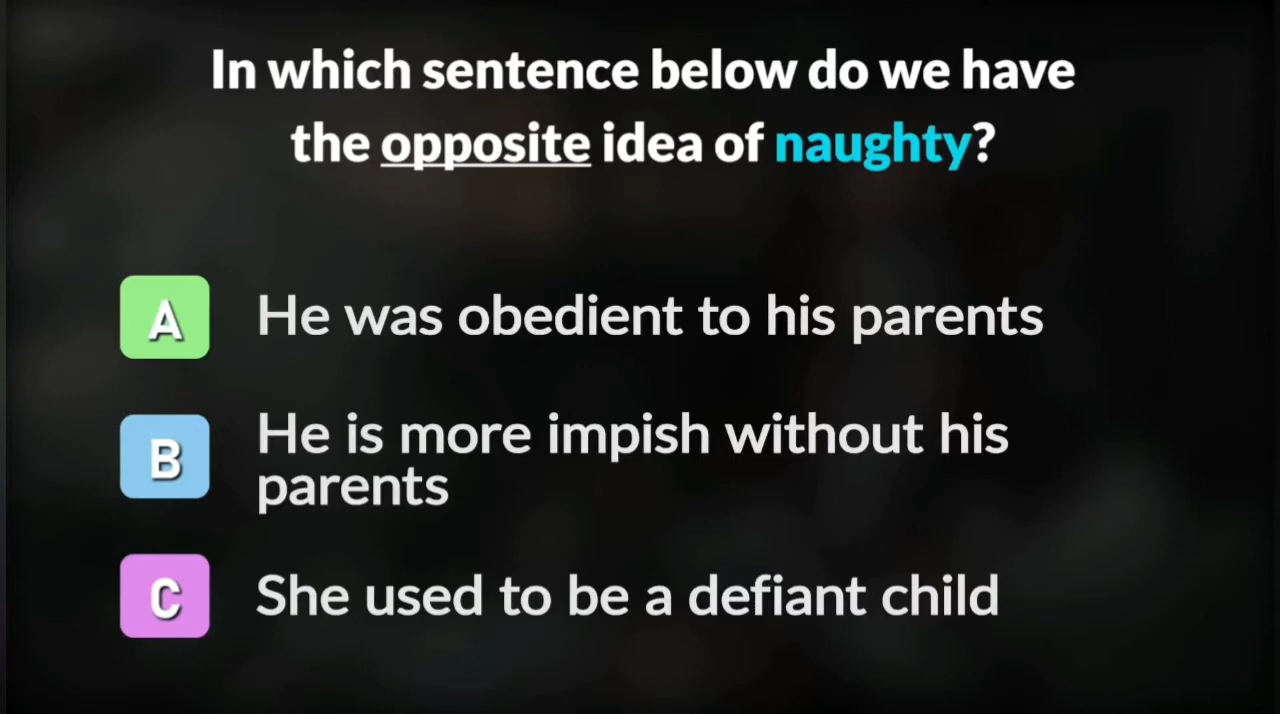 In which sentence below do we have
the opposite idea of naughty?
A He was obedient to his parents
B He is more impish without his
parents
C She used to be a defiant child